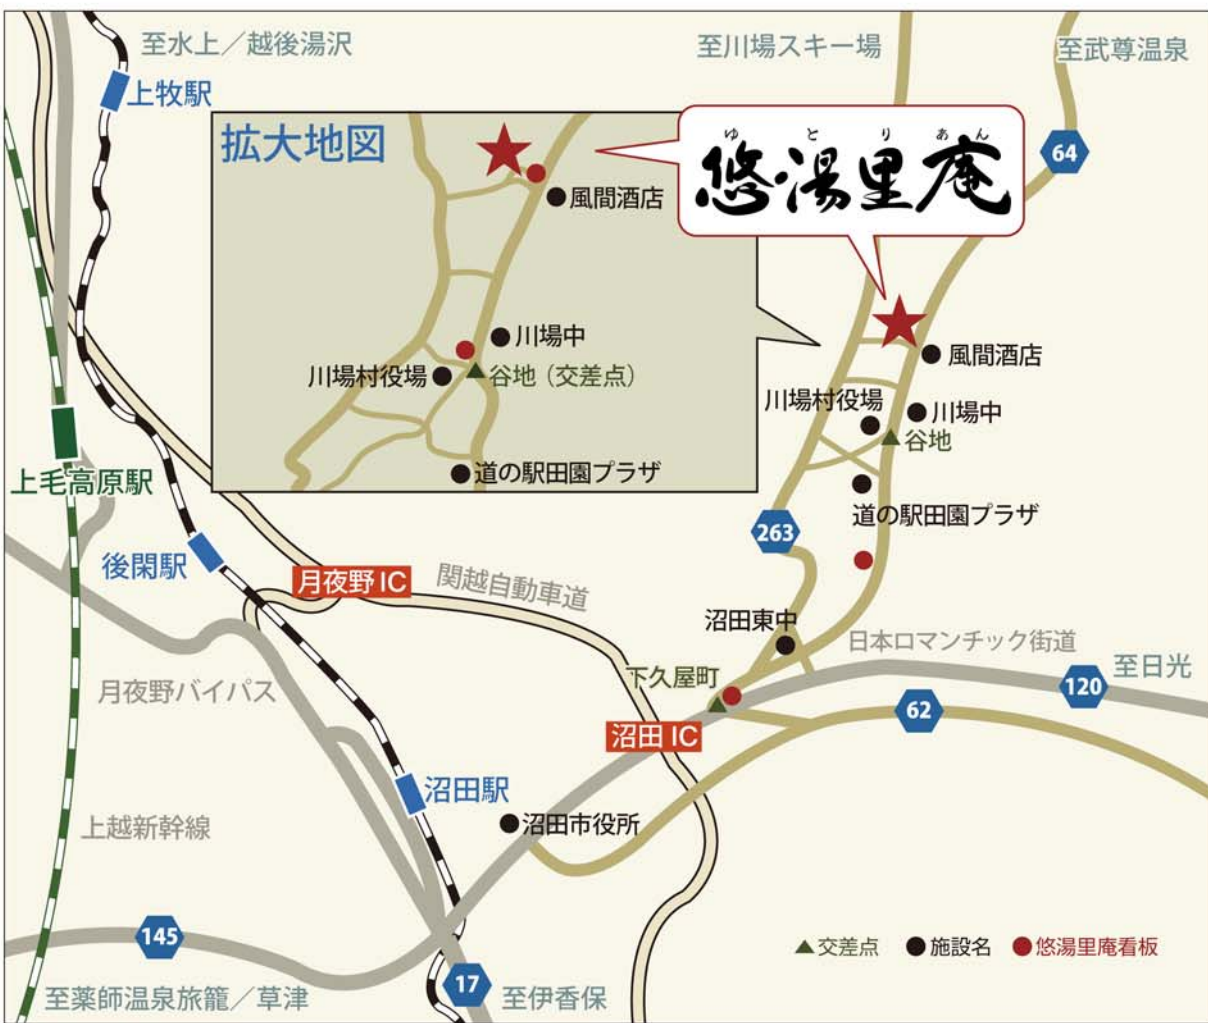 至水上／越後湯沢
至川場スキー場
至武尊温泉
上牧駅
拡大地図
ゆとりあん
悠湯里庵
64
風間酒店
川場中
川場村役場
谷地（交差点）
道の駅田園プラザ
風間酒店
川場村役場
川場中
谷地
道の駅田園プラザ
263
上毛高原駅
後閑駅
月夜野 IC
関越自動車道
沼田東中
日本ロマンチック街道
至日光
下久屋町
120
62
月夜野バイパス
沼田 IC
沼田駅
沼田市役所
上越新幹線
145
17
交差点
施設名
悠湯里庵看板
至薬師温泉旅籠／草津
至伊香保